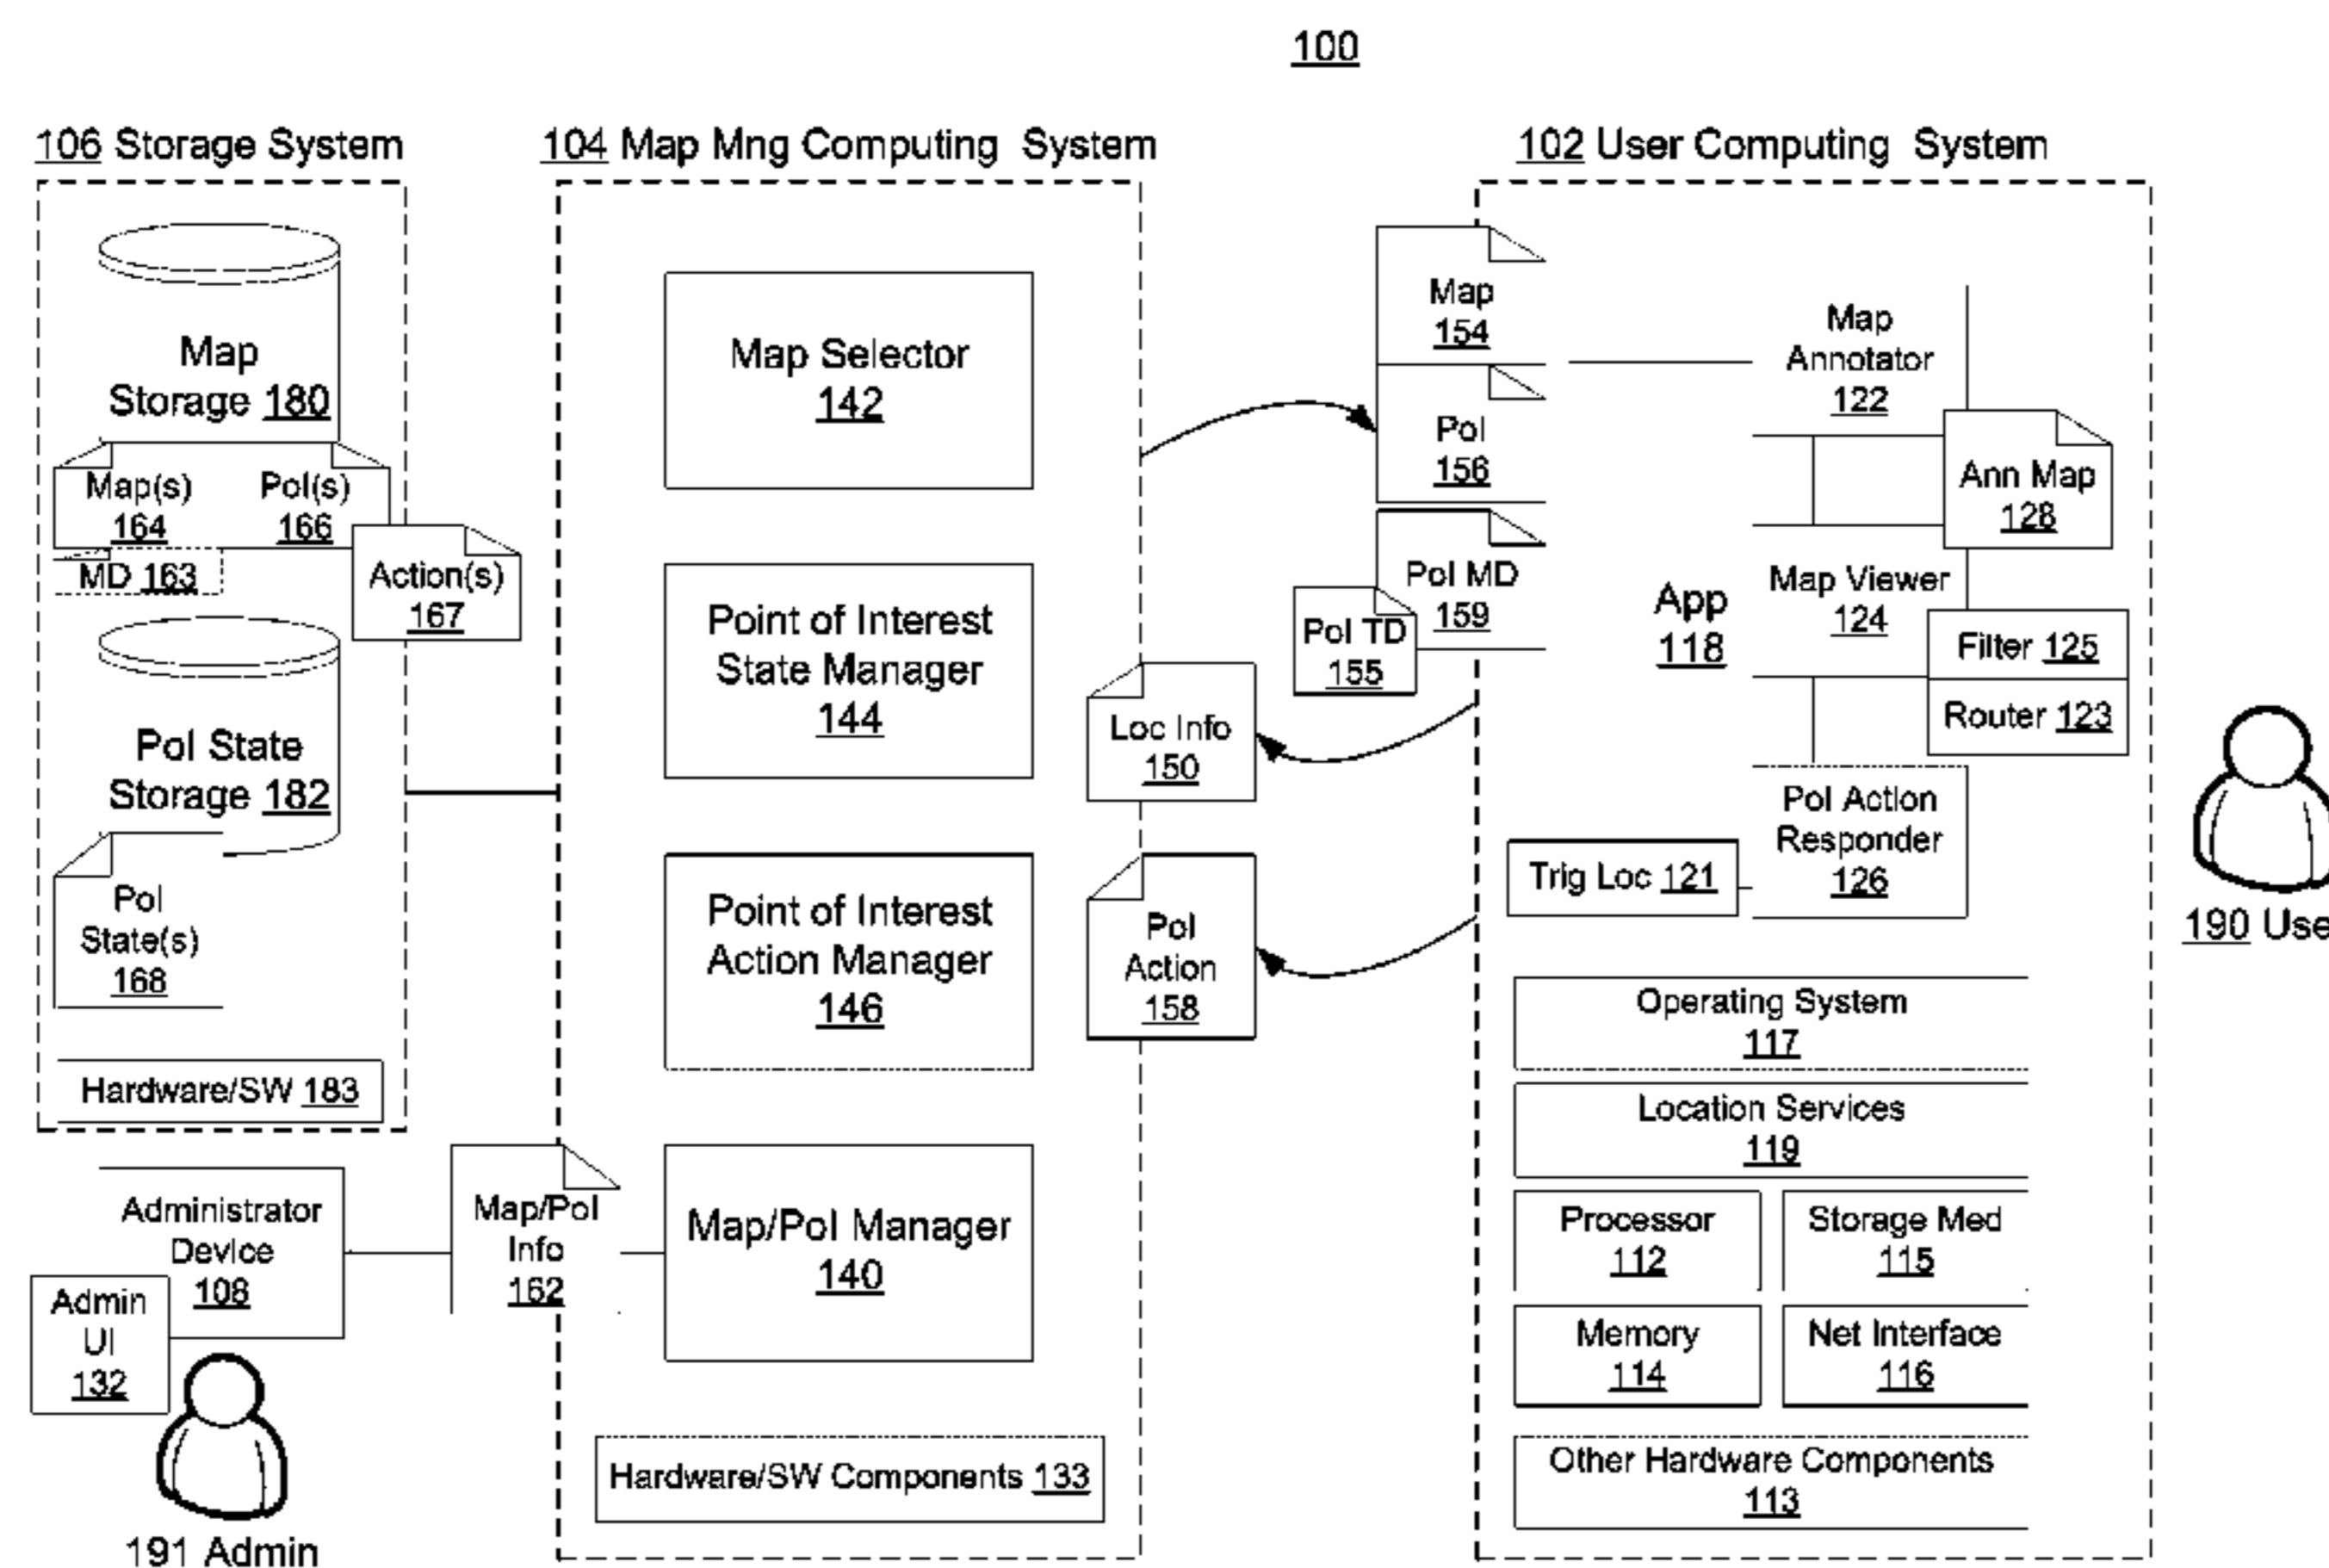 100
106 Storage System
Map
Storage 180
Map(s)
164
PoI(s)
166
MD 163
Action(s)
167
PoI State
Storage 182
PoI
State(s)
168
Hardware/SW 183
Administrator
Device
108
Admin
UI
132
191 Admin
Map/PoI
Info
162
104 Map Mng Computing System
Map Selector
142
Point of Interest
State Manager
144
Point of Interest
Action Manager
146
Map/PoI Manager
140
Hardware/SW Components 133
Map
154
PoI
156
PoI MD
159
PoI TD
155
Loc Info
150
PoI
Action
158
102 User Computing System
App
118
Map
Annotator
122
Ann Map
128
Map Viewer
124
Filter 125
Router 123
PoI Action
Responder
126
Trig Loc 121
Operating System
117
Location Services
119
Processor
112
Storage Med
115
Memory
114
Net Interface
116
Other Hardware Components
113
190 Use